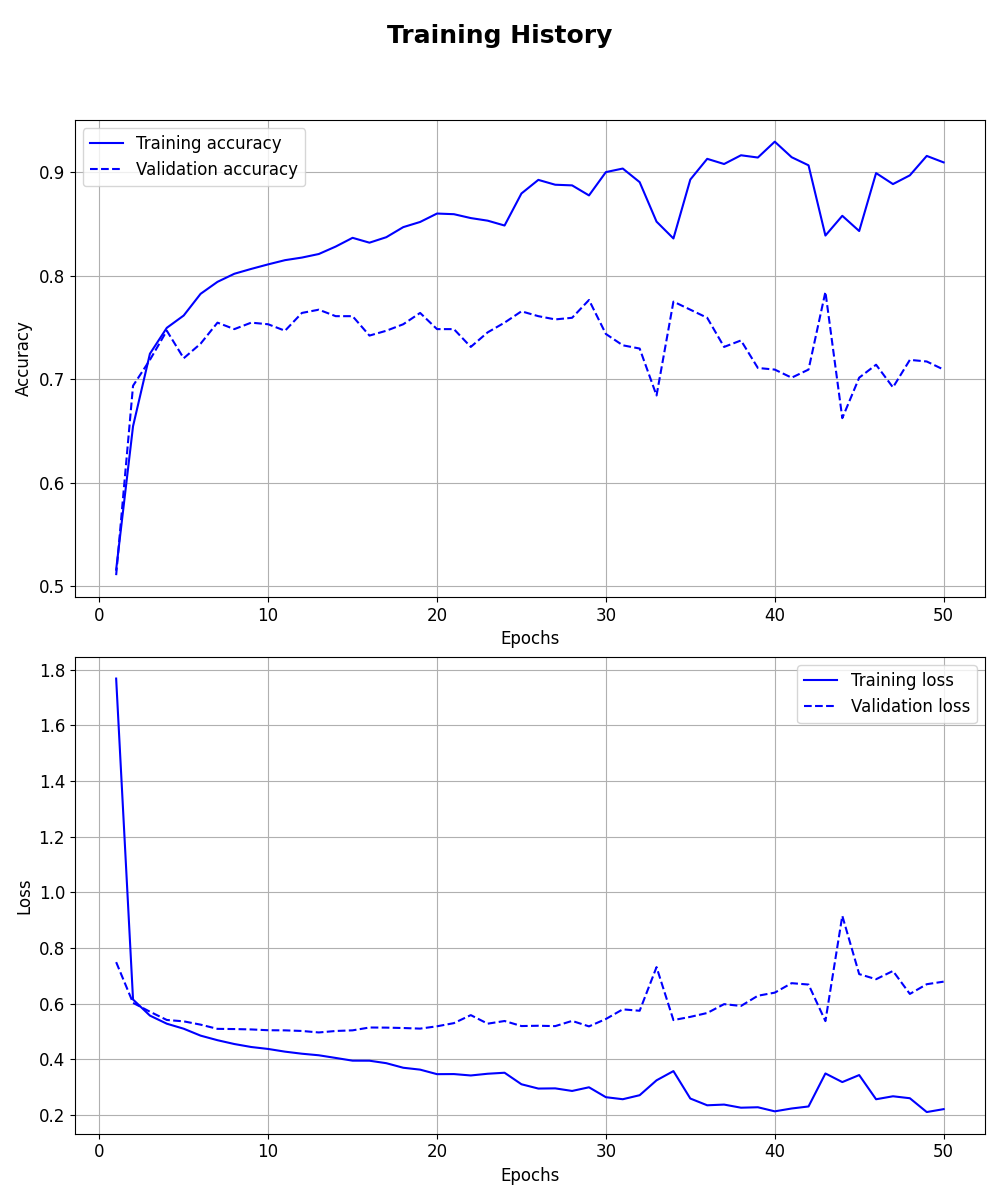 Training History
Training accuracy
Validation accuracy
0.9
0.8
0.7
0.6
0.5
Accuracy
0 10 20 30 40 50
Epochs
Training loss
Validation loss
1.8
1.6
1.4
1.2
1.0
0.8
0.6
0.4
0.2
Loss
0 10 20 30 40 50
Epochs